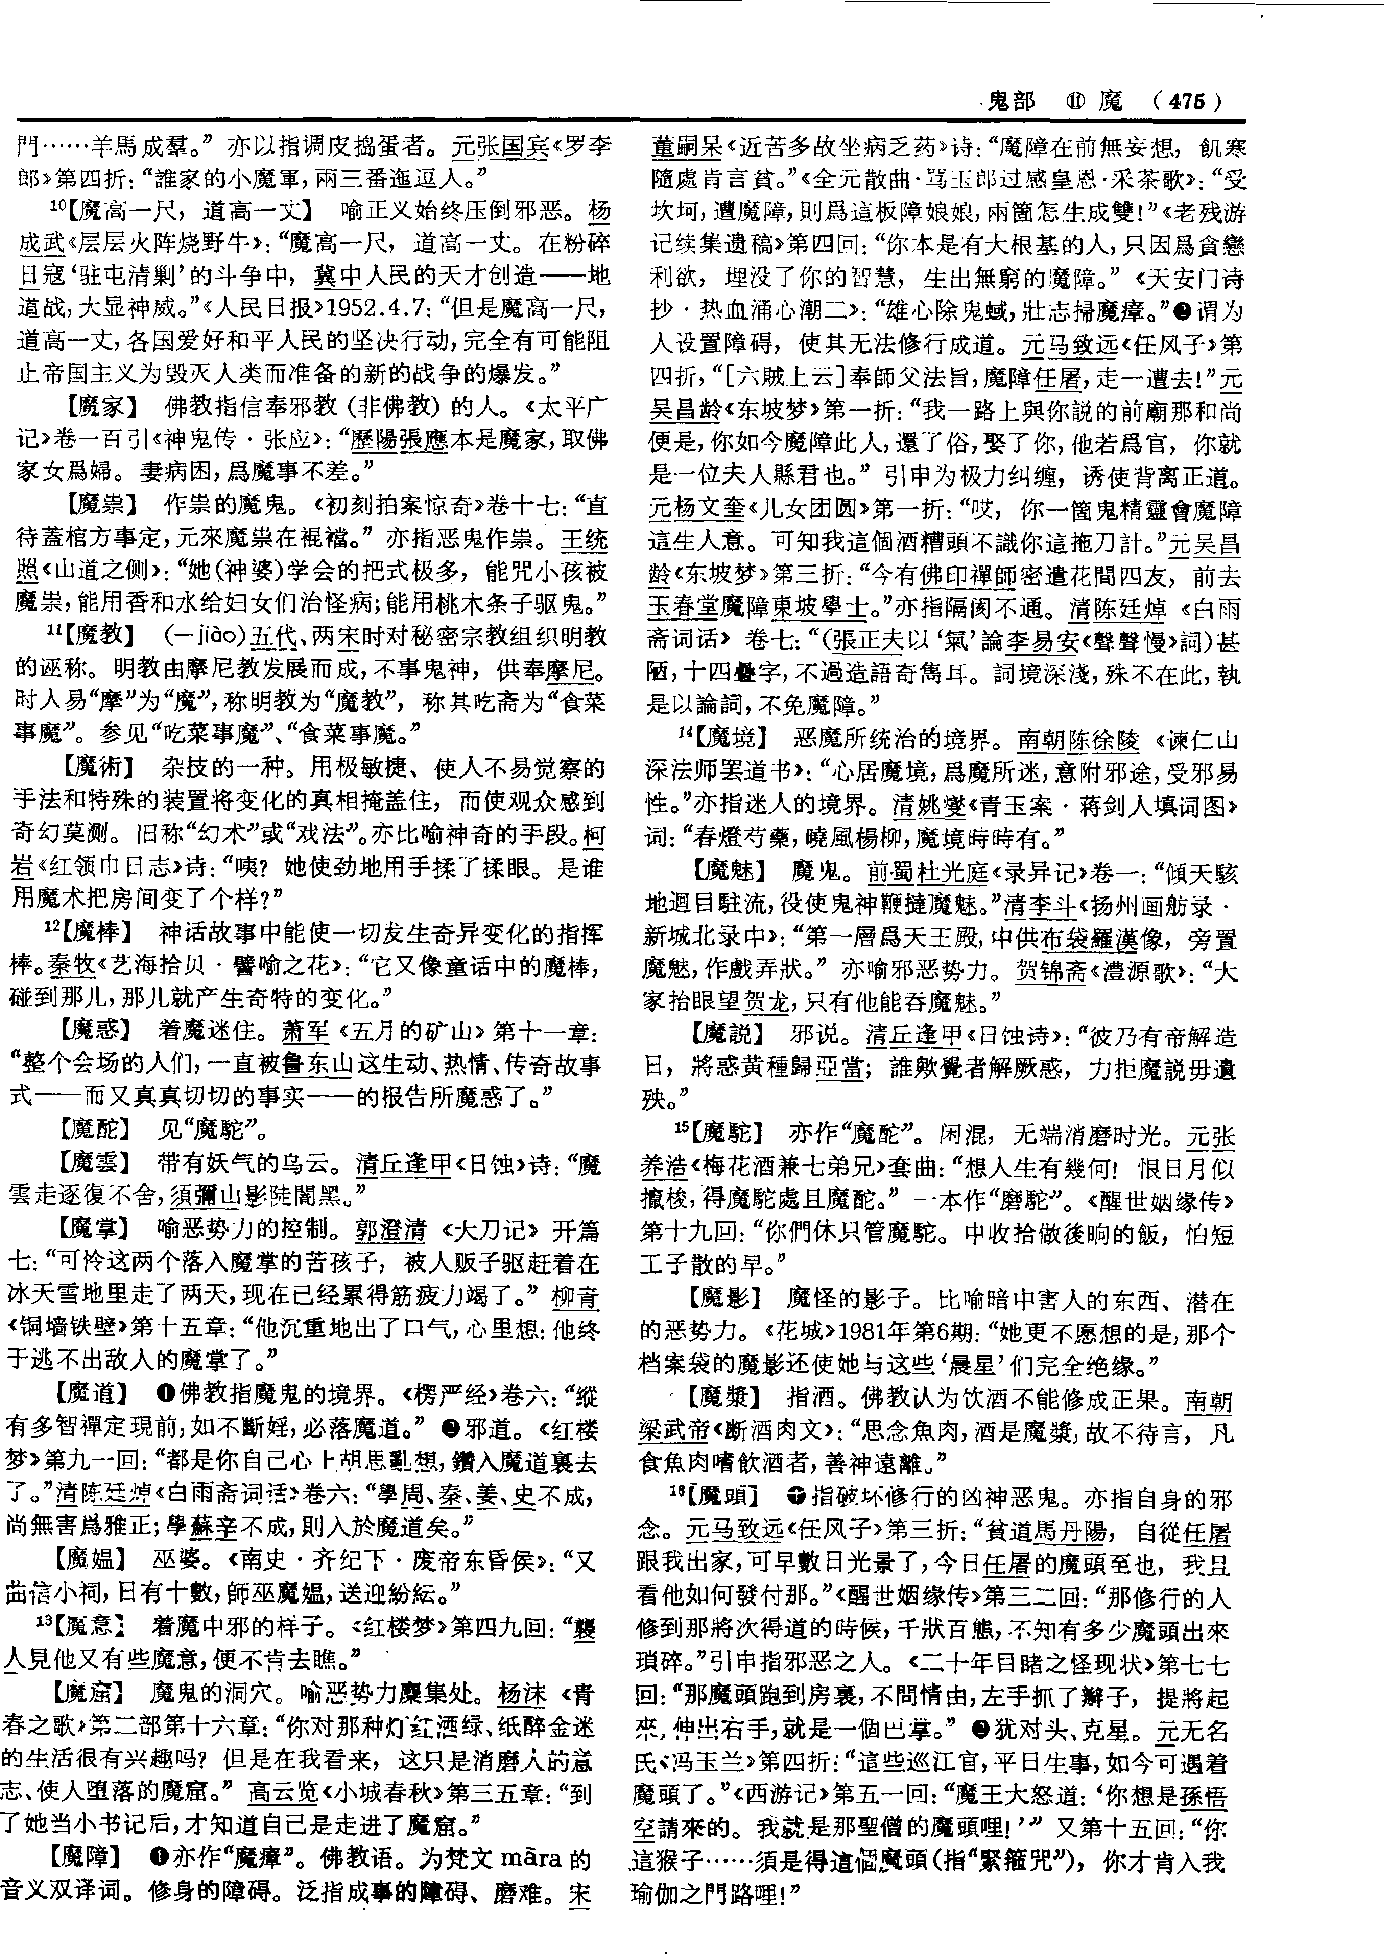 鬼部 ⑪ 魔 (475)
門……羊馬成羣。” 亦以指调皮捣蛋者。元张国宾《罗李
郎》第四折：“誰家的小魔軍，兩三番迤逗人。”
10【魔高一尺，道高一丈】 喻正义始终压倒邪恶。杨
成武《层层火阵烧野牛》：“魔高一尺，道高一丈。在粉碎
日寇‘驻屯清剿’的斗争中，冀中人民的天才创造——地
道战，大显神威。”《人民日报》1952.4.7：“但是魔高一尺，
道高一丈，各国爱好和平人民的坚决行动，完全有可能阻
止帝国主义为毁灭人类而准备的新的战争的爆发。”
【魔家】 佛教指信奉邪教（非佛教）的人。《太平广
记》卷一百引《神鬼传·张应》：“歷陽張應本是魔家，取佛
家女爲婦。妻病困，爲魔事不差。”
【魔祟】 作祟的魔鬼。《初刻拍案惊奇》卷十七：“直
待蓋棺方事定，元來魔祟在裩襠。” 亦指恶鬼作祟。王统
照《山道之侧》：“她(神婆)学会的把式极多，能咒小孩被
魔祟，能用香和水给妇女们治怪病；能用桃木条子驱鬼。”
11【魔教】 (—jiào)五代、两宋时对秘密宗教组织明教
的诬称。明教由摩尼教发展而成，不事鬼神，供奉摩尼。
时人易“摩”为“魔”，称明教为“魔教”，称其吃斋为“食菜
事魔”。参见“吃菜事魔”、“食菜事魔。”
【魔術】 杂技的一种。用极敏捷、使人不易觉察的
手法和特殊的装置将变化的真相掩盖住，而使观众感到
奇幻莫测。旧称“幻术”或“戏法”。亦比喻神奇的手段。柯
岩《红领巾日志》诗：“咦？她使劲地用手揉了揉眼。是谁
用魔术把房间变了个样？”
12【魔棒】 神话故事中能使一切发生奇异变化的指挥
棒。秦牧《艺海拾贝·譬喻之花》：“它又像童话中的魔棒，
碰到那儿，那儿就产生奇特的变化。”
【魔惑】 着魔迷住。萧军《五月的矿山》第十一章：
“整个会场的人们，一直被鲁东山这生动、热情、传奇故事
式——而又真真切切的事实——的报告所魔惑了。”
【魔酡】 见“魔駝”。
【魔雲】 带有妖气的乌云。清丘逢甲《日蚀》诗：“魔
雲走逐復不舍，須彌山影陡闇黑。”
【魔掌】 喻恶势力的控制。郭澄清《大刀记》开篇
七：“可怜这两个落入魔掌的苦孩子，被人贩子驱赶着在
冰天雪地里走了两天，现在已经累得筋疲力竭了。” 柳青
《铜墙铁壁》第十五章：“他沉重地出了口气，心里想：他终
于逃不出敌人的魔掌了。”
【魔道】 ❶佛教指魔鬼的境界。《楞严经》卷六：“縱
有多智禪定現前，如不斷婬，必落魔道。” ❷邪道。《红楼
梦》第九一回：“都是你自己心上胡思亂想，鑽入魔道裏去
了。”清陈廷焯《白雨斋词话》卷六：“學周、秦、姜、史不成，
尚無害爲雅正；學蘇辛不成，則入於魔道矣。”
【魔媪】 巫婆。《南史·齐纪下·废帝东昏侯》：“又
曲信小祠，日有十數，師巫魔媪，送迎紛紜。”
13【魔意】 着魔中邪的样子。《红楼梦》第四九回：“襲
人見他又有些魔意，便不肯去瞧。”
【魔窟】 魔鬼的洞穴。喻恶势力麇集处。杨沫《青
春之歌》第二部第十六章：“你对那种灯红酒绿、纸醉金迷
的生活很有兴趣吗？但是在我看来，这只是消磨人的意
志、使人堕落的魔窟。” 高云览《小城春秋》第三五章：“到
了她当小书记后，才知道自己是走进了魔窟。”
【魔障】 ❶亦作“魔瘴”。佛教语。为梵文māra的
音义双译词。修身的障碍。泛指成事的障碍、磨难。宋
董嗣杲《近苦多故坐病乏药》诗：“魔障在前無妄想，飢寒
隨處肯言貧。”《全元散曲·骂玉郎过感皇恩·采茶歌》：“受
坎坷，遭魔障，則爲這板障娘娘，兩箇怎生成雙！”《老残游
记续集遗稿》第四回：“你本是有大根基的人，只因爲貪戀
利欲，埋没了你的智慧，生出無窮的魔障。” 《天安门诗
抄·热血涌心潮二》：“雄心除鬼蜮，壯志掃魔瘴。”❷谓为
人设置障碍，使其无法修行成道。元马致远《任风子》第
四折，“[六賊上云]奉師父法旨，魔障任屠，走一遭去！”元
吴昌龄《东坡梦》第一折：“我一路上與你説的前廟那和尚
便是，你如今魔障此人，還了俗，娶了你，他若爲官，你就
是一位夫人縣君也。” 引申为极力纠缠，诱使背离正道。
元杨文奎《儿女团圆》第一折：“哎，你一箇鬼精靈會魔障
這生人意。可知我這個酒糟頭不識你這拖刀計。”元吴昌
龄《东坡梦》第三折：“今有佛印禪師密遣花間四友，前去
玉春堂魔障東坡學士。”亦指隔阂不通。清陈廷焯《白雨
斋词话》卷七：“(張正夫以‘氣’論李易安《聲聲慢》詞)甚
陋，十四疊字，不過造語奇雋耳。詞境深淺，殊不在此，執
是以論詞，不免魔障。”
14【魔境】 恶魔所统治的境界。南朝陈徐陵《谏仁山
深法师罢道书》：“心居魔境，爲魔所迷，意附邪途，受邪易
性。”亦指迷人的境界。清姚燮《青玉案·蒋剑人填词图》
词：“春燈芍藥，曉風楊柳，魔境時時有。”
【魔魅】 魔鬼。前蜀杜光庭《录异记》卷一：“傾天駭
地迴目駐流，役使鬼神鞭撻魔魅。”清李斗《扬州画舫录·
新城北录中》：“第一層爲天王殿，中供布袋羅漢像，旁置
魔魅，作戲弄狀。” 亦喻邪恶势力。贺锦斋《澧源歌》：“大
家抬眼望贺龙，只有他能吞魔魅。”
【魔説】 邪说。清丘逢甲《日蚀诗》：“彼乃有帝解造
日，將惑黄種歸亞當；誰歟覺者解厥惑，力拒魔説毋遺
殃。”
15【魔駝】 亦作“魔酡”。闲混，无端消磨时光。元张
养浩《梅花酒兼七弟兄》套曲：“想人生有幾何！恨日月似
攛梭，得魔駝處且魔酡。” 一本作“磨駝”。《醒世姻缘传》
第十九回：“你們休只管魔駝。中收拾做後晌的飯，怕短
工子散的早。”
【魔影】 魔怪的影子。比喻暗中害人的东西、潜在
的恶势力。《花城》1981年第6期：“她更不愿想的是，那个
档案袋的魔影还使她与这些‘晨星’们完全绝缘。”
【魔漿】 指酒。佛教认为饮酒不能修成正果。南朝
梁武帝《断酒肉文》：“思念魚肉，酒是魔漿，故不待言，凡
食魚肉嗜飲酒者，善神遠離。”
16【魔頭】 ❶指破坏修行的凶神恶鬼。亦指自身的邪
念。元马致远《任风子》第三折：“貧道馬丹陽，自從任屠
跟我出家，可早數日光景了，今日任屠的魔頭至也，我且
看他如何發付那。”《醒世姻缘传》第三二回：“那修行的人
修到那將次得道的時候，千狀百態，不知有多少魔頭出來
瑣碎。”引申指邪恶之人。《二十年目睹之怪现状》第七七
回：“那魔頭跑到房裏，不問情由，左手抓了辮子，提將起
來，伸出右手，就是一個巴掌。” ❷犹对头、克星。元无名
氏《冯玉兰》第四折：“這些巡江官，平日生事，如今可遇着
魔頭了。”《西游记》第五一回：“魔王大怒道：‘你想是孫悟
空請來的。我就是那聖僧的魔頭哩！’” 又第十五回：“你
這猴子……須是得這個魔頭(指“緊箍咒”)，你才肯入我
瑜伽之門路哩！”